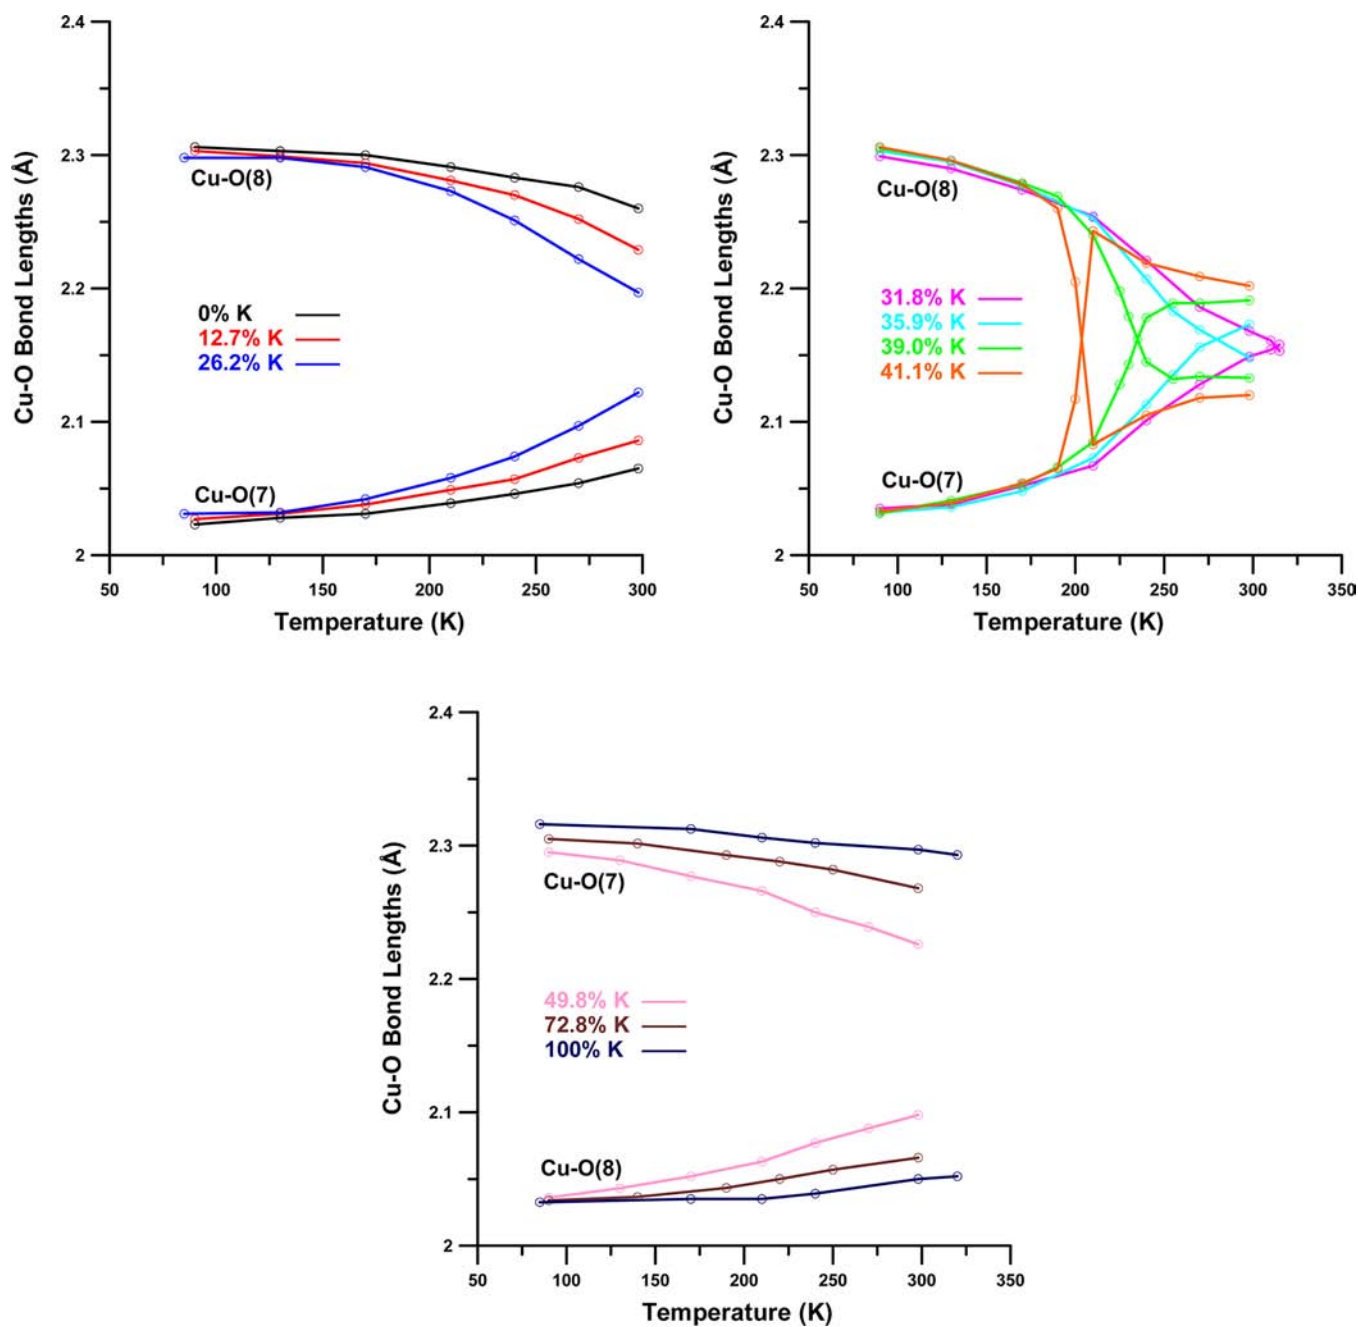 2.4
2.3
2.2
2.1
2
Cu-O Bond Lengths (Å)
Cu-O(8)
0% K
12.7% K
26.2% K
Cu-O(7)
50
100
150
200
250
300
Temperature (K)
2.4
2.3
2.2
2.1
2
Cu-O Bond Lengths (Å)
Cu-O(8)
31.8% K
35.9% K
39.0% K
41.1% K
Cu-O(7)
50
100
150
200
250
300
350
Temperature (K)
2.4
2.3
2.2
2.1
2
Cu-O Bond Lengths (Å)
Cu-O(7)
49.8% K
72.8% K
100% K
Cu-O(8)
50
100
150
200
250
300
350
Temperature (K)